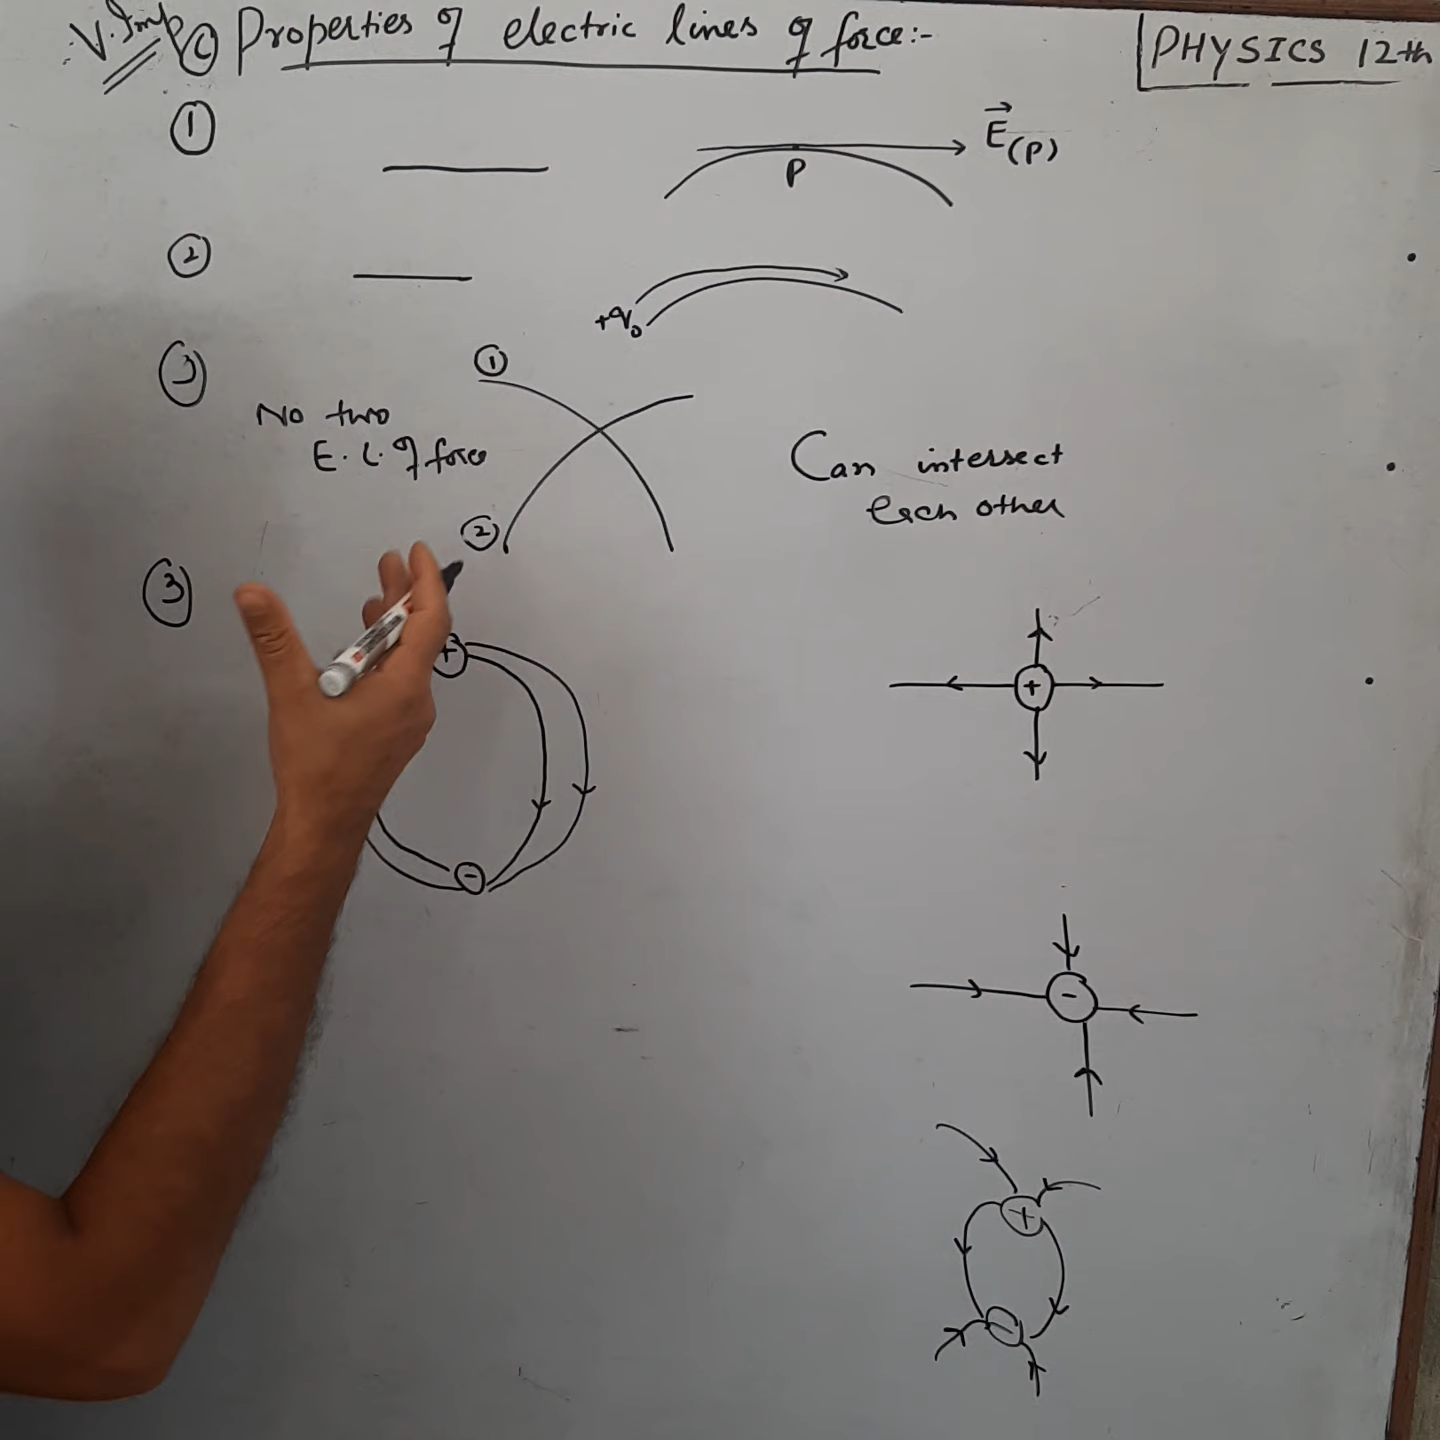 V. Imp (C) Properties of electric lines of force:-
PHYSICS 12th
①
P
E(P)
②
+q₀
③
①
No two
E. L. of force
②
Can intersect
each other
③
+
-
+
-
+
-